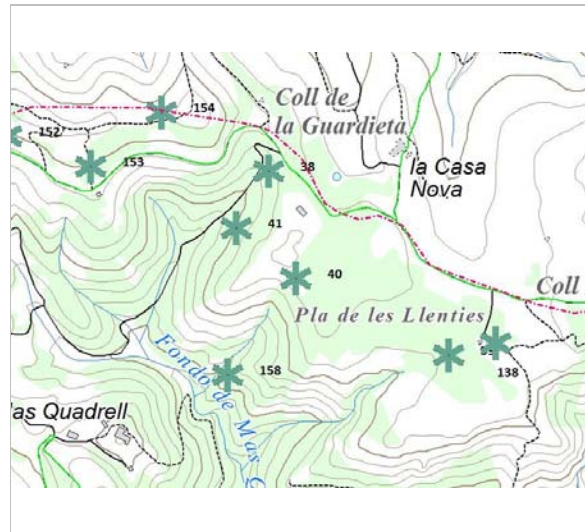 154
Coll de
la Guardieta
152
153
38
la Casa
Nova
41
40
Coll
Pla de les Llenties
158
138
Fondo de Mas
las Quadrell